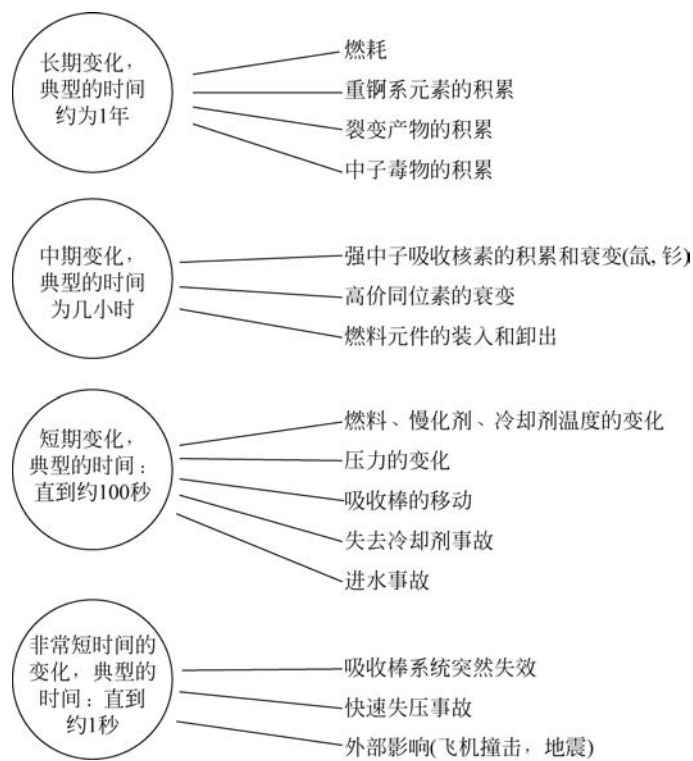 长期变化，
典型的时间
约为1年
燃耗
重锕系元素的积累
裂变产物的积累
中子毒物的积累
中期变化，
典型的时间
为几小时
强中子吸收核素的积累和衰变(氙, 钐)
高价同位素的衰变
燃料元件的装入和卸出
短期变化，
典型的时间：
直到约100秒
燃料、慢化剂、冷却剂温度的变化
压力的变化
吸收棒的移动
失去冷却剂事故
进水事故
非常短时间的
变化，典型的
时间：直到
约1秒
吸收棒系统突然失效
快速失压事故
外部影响(飞机撞击，地震)